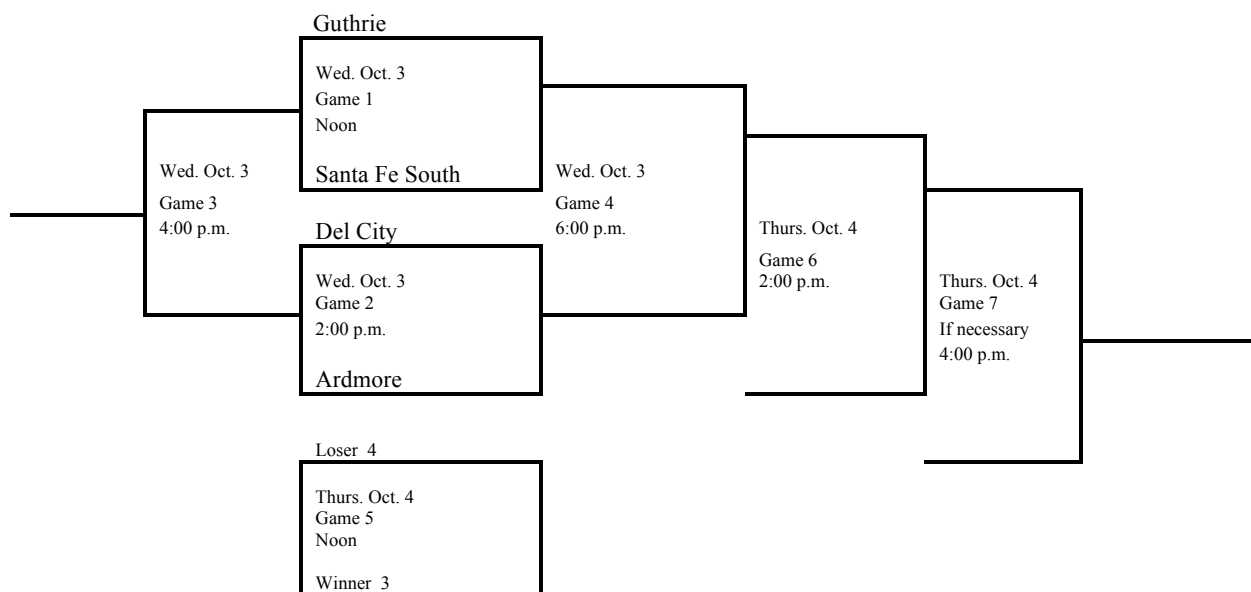 Guthrie
Wed. Oct. 3
Game 1
Noon
Santa Fe South
Wed. Oct. 3
Game 3
4:00 p.m.
Wed. Oct. 3
Game 4
6:00 p.m.
Del City
Wed. Oct. 3
Game 2
2:00 p.m.
Ardmore
Thurs. Oct. 4
Game 6
2:00 p.m.
Thurs. Oct. 4
Game 7
If necessary
4:00 p.m.
Loser 4
Thurs. Oct. 4
Game 5
Noon
Winner 3